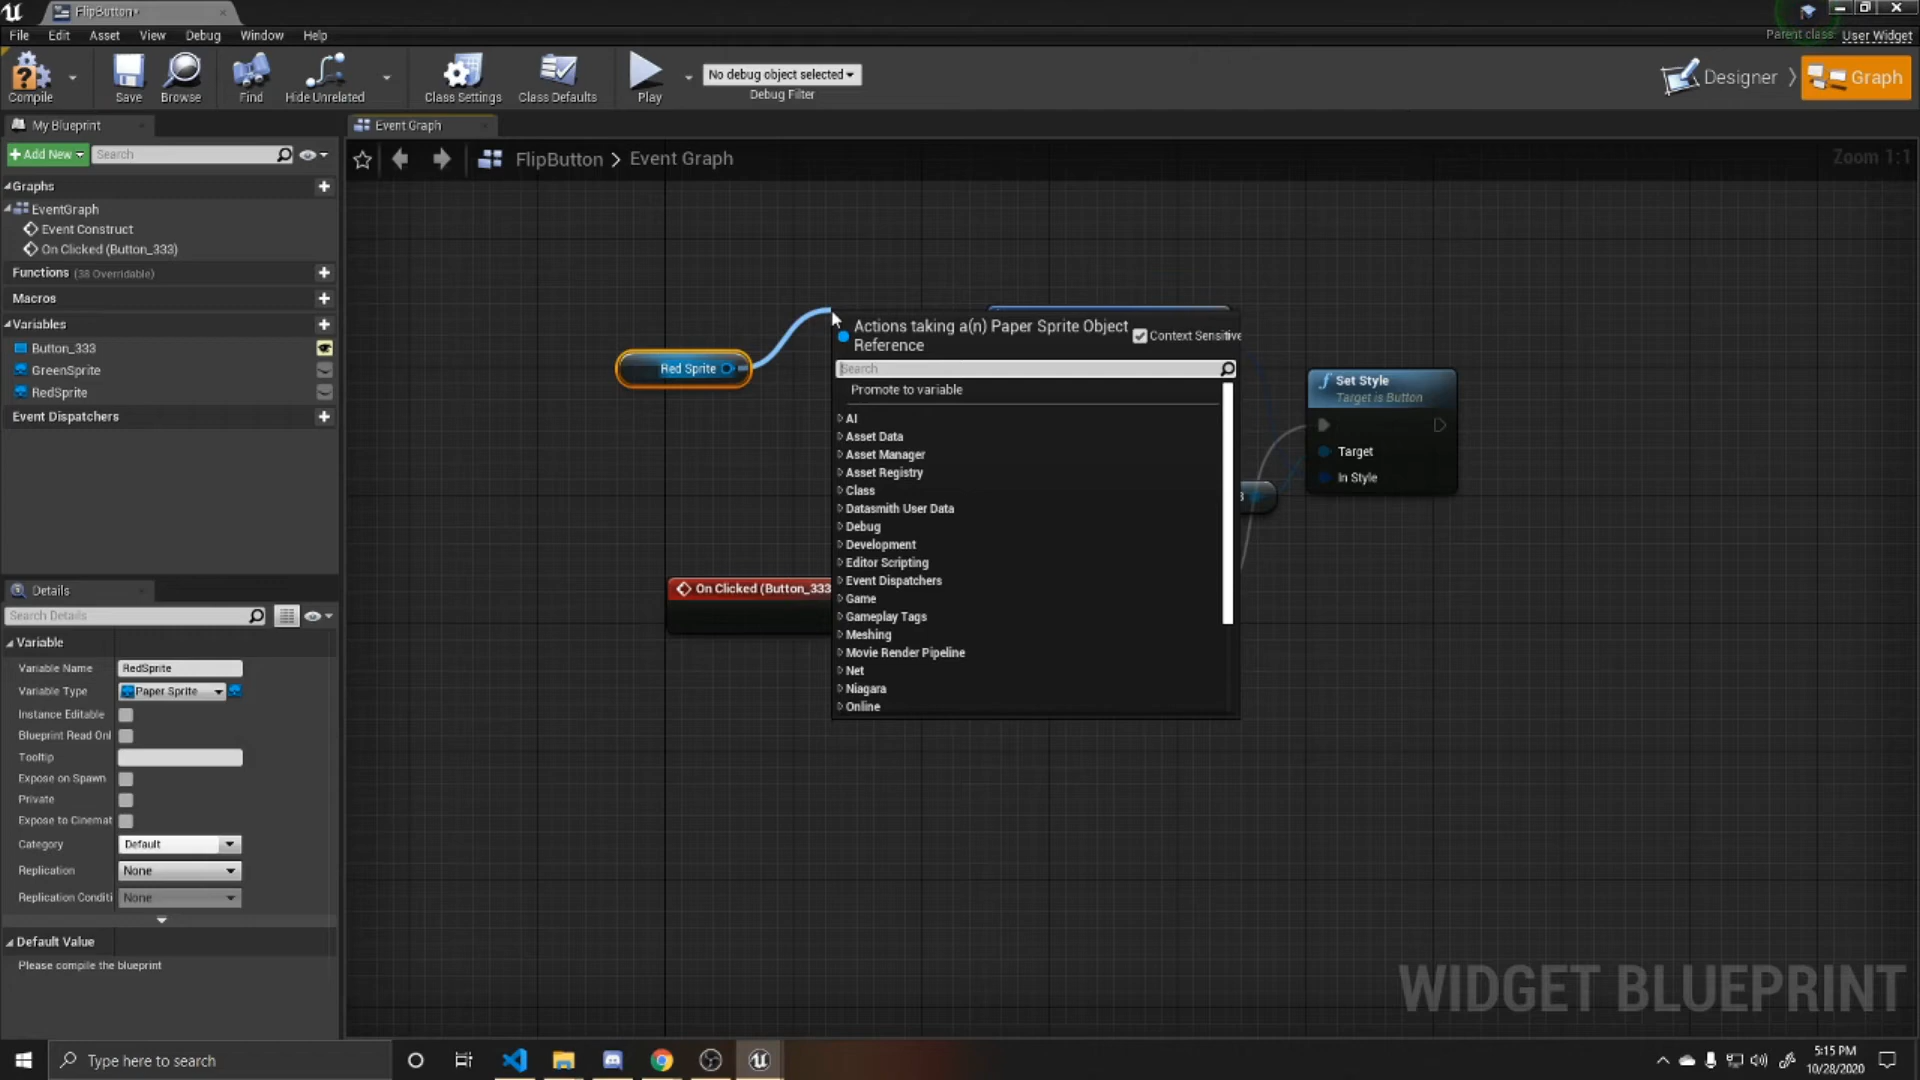 FlipButton*
File Edit Asset View Debug Window Help
Parent class: User Widget
Compile Save Browse Find Hide Unrelated Class Settings Class Defaults Play
No debug object selected
Debug Filter
Designer Graph
My Blueprint
Event Graph
+ Add New Search
FlipButton > Event Graph
Zoom 1:1
Graphs
EventGraph
Event Construct
On Clicked (Button_333)
Functions (38 Overridable)
Macros
Variables
Button_333
GreenSprite
RedSprite
Event Dispatchers
Red Sprite
Actions taking a(n) Paper Sprite Object
Reference
Context Sensitive
Search
Promote to variable
AI
Asset Data
Asset Manager
Asset Registry
Class
Datasmith User Data
Debug
Development
Editor Scripting
Event Dispatchers
Game
Gameplay Tags
Meshing
Movie Render Pipeline
Net
Niagara
Online
Set Style
Target is Button
Target
In Style
3
On Clicked (Button_333
Details
Search Details
Variable
Variable Name RedSprite
Variable Type Paper Sprite
Instance Editable
Blueprint Read Onl
Tooltip
Expose on Spawn
Private
Expose to Cinemat
Category Default
Replication None
Replication Conditi None
Default Value
Please compile the blueprint
WIDGET BLUEPRINT
Type here to search
5:15 PM
10/28/2020